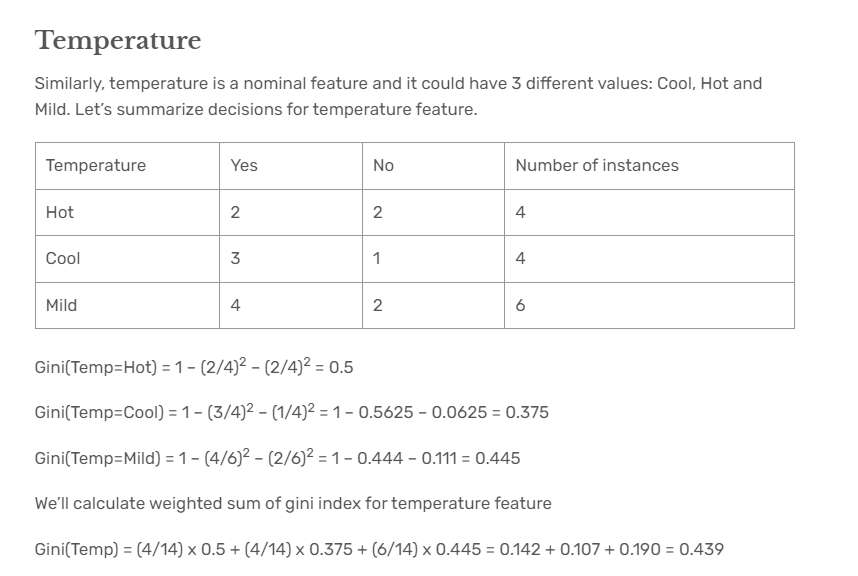 Temperature
Similarly, temperature is a nominal feature and it could have 3 different values: Cool, Hot and
Mild. Let’s summarize decisions for temperature feature.
Temperature Yes No Number of instances
Hot 2 2 4
Cool 3 1 4
Mild 4 2 6
Gini(Temp=Hot) = 1 – (2/4)² – (2/4)² = 0.5
Gini(Temp=Cool) = 1 – (3/4)² – (1/4)² = 1 – 0.5625 – 0.0625 = 0.375
Gini(Temp=Mild) = 1 – (4/6)² – (2/6)² = 1 – 0.444 – 0.111 = 0.445
We’ll calculate weighted sum of gini index for temperature feature
Gini(Temp) = (4/14) x 0.5 + (4/14) x 0.375 + (6/14) x 0.445 = 0.142 + 0.107 + 0.190 = 0.439